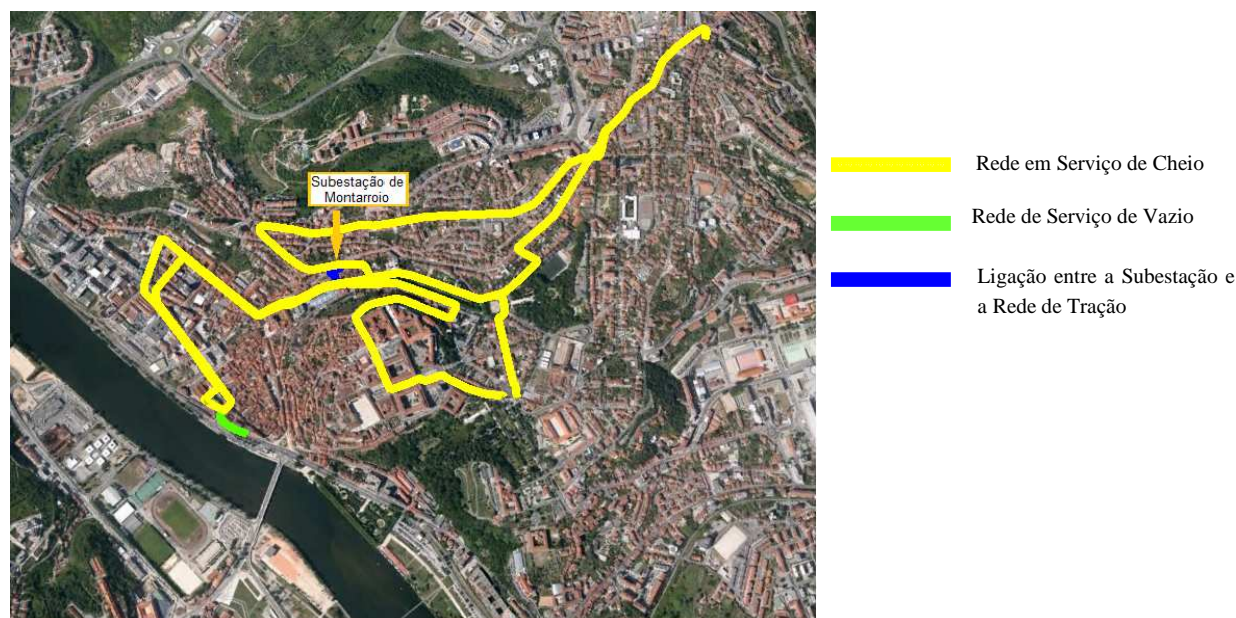 Subestação de
Montarroio
Rede em Serviço de Cheio
Rede de Serviço de Vazio
Ligação entre a Subestação e
a Rede de Tração